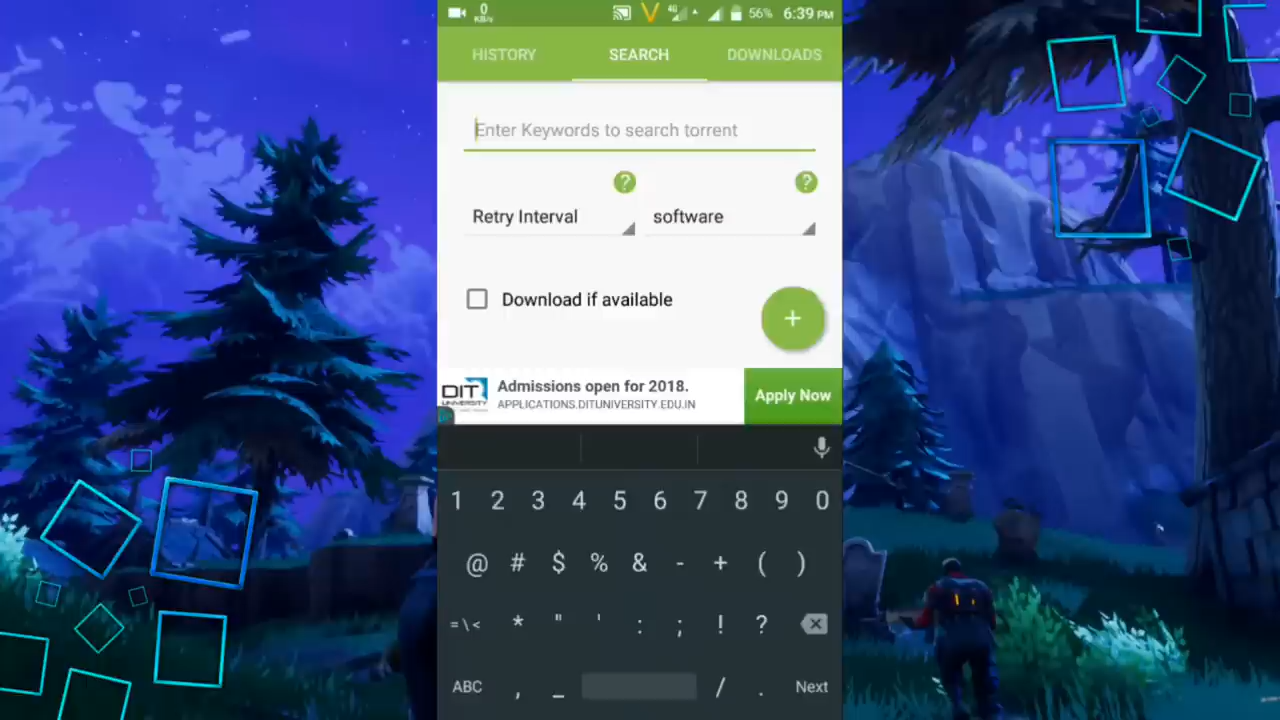 0
KB/s
4G
56%
6:39 PM
HISTORY
SEARCH
DOWNLOADS
Enter Keywords to search torrent
?
?
Retry Interval
software
Download if available
+
DIT
UNIVERSITY
Admissions open for 2018.
APPLICATIONS.DITUNIVERSITY.EDU.IN
Apply Now
1 2 3 4 5 6 7 8 9 0
@ # $ % & - + ( )
=\< * " ' : ; ! ?
ABC , _ / . Next